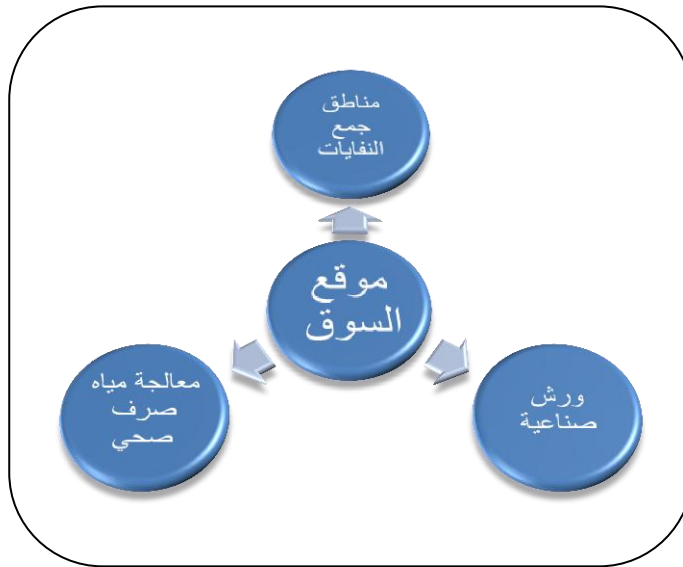 مناطق
جمع
النفايات
موقع
السوق
معالجة مياه
صرف
صحي
ورش
صناعية